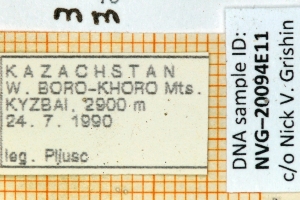 mm
KAZACHSTAN
W. BORO-KHORO Mts.
KYZBAI, 2900 m
24. 7. 1990
leg. Pljusc
DNA sample ID:
NVG-20094E11
c/o Nick V. Grishin